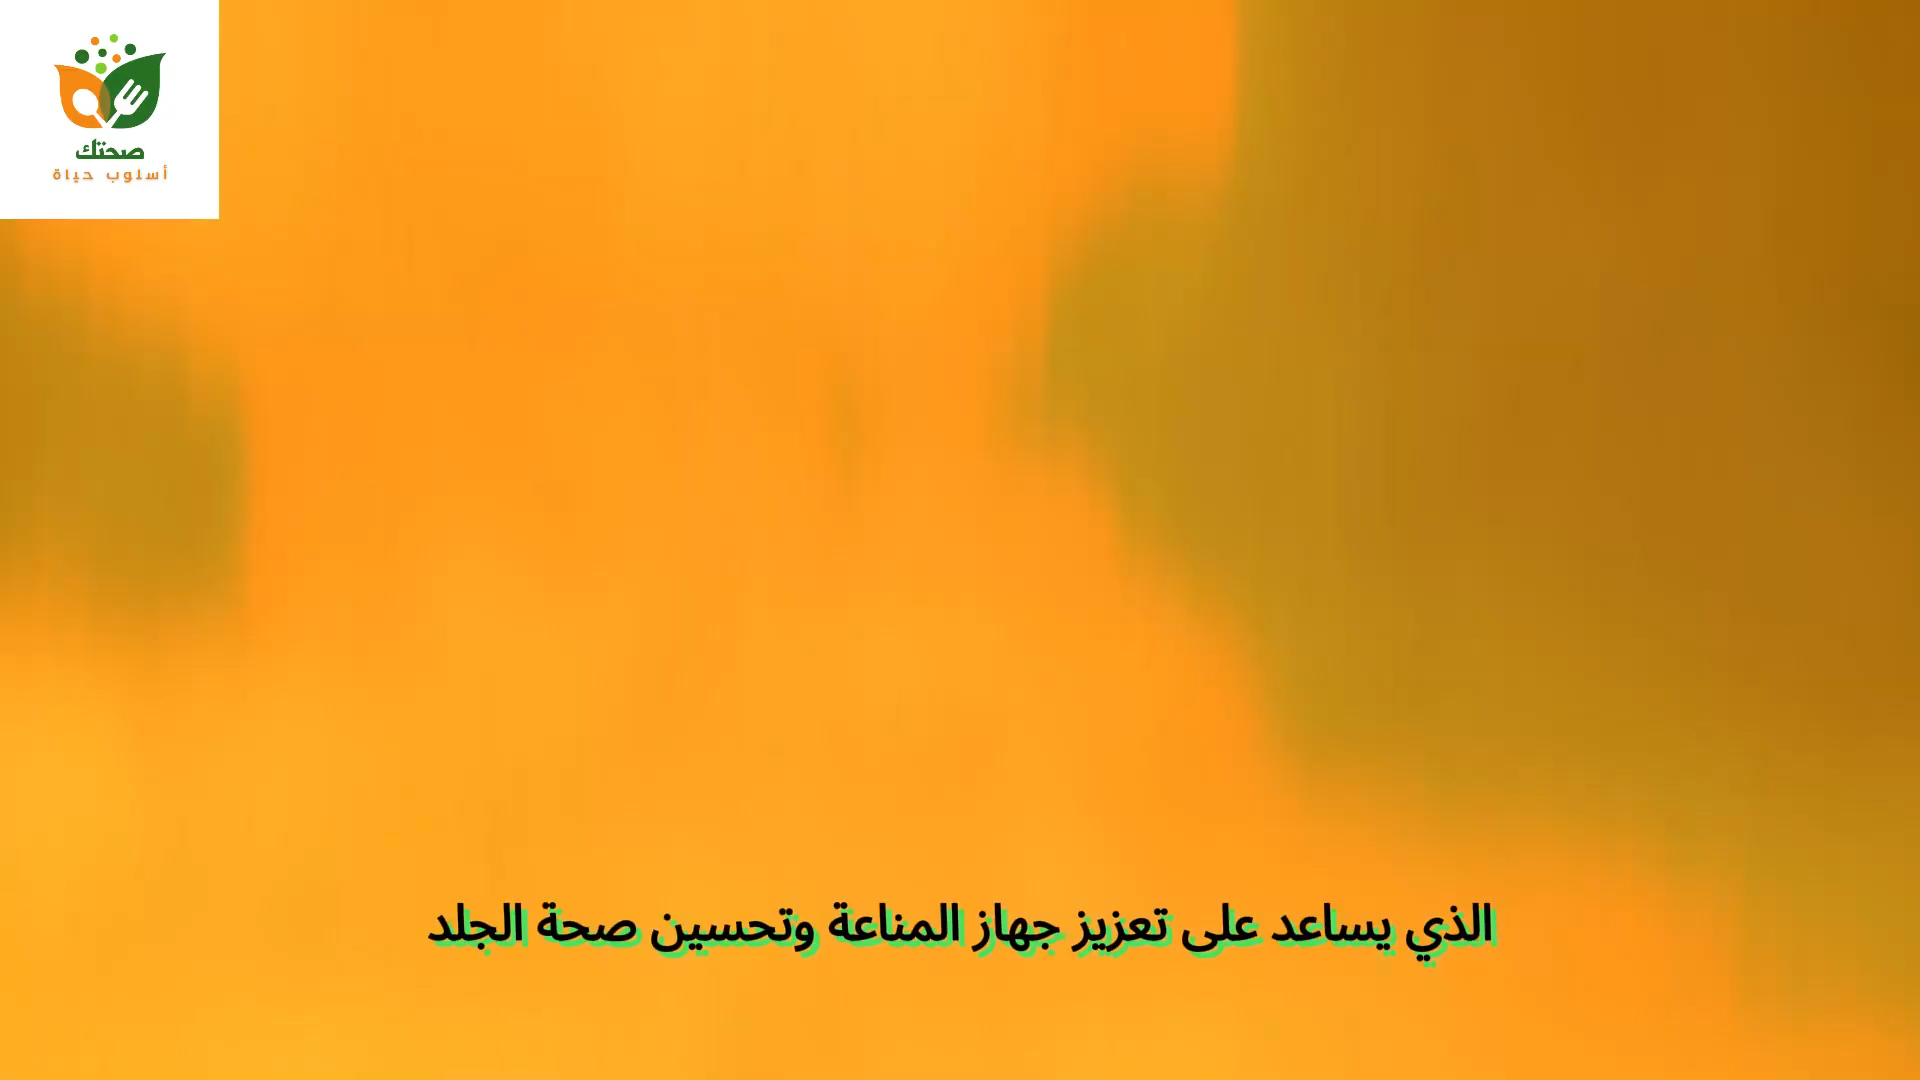 صحتك
أسلوب حياة
الذي يساعد على تعزيز جهاز المناعة وتحسين صحة الجلد